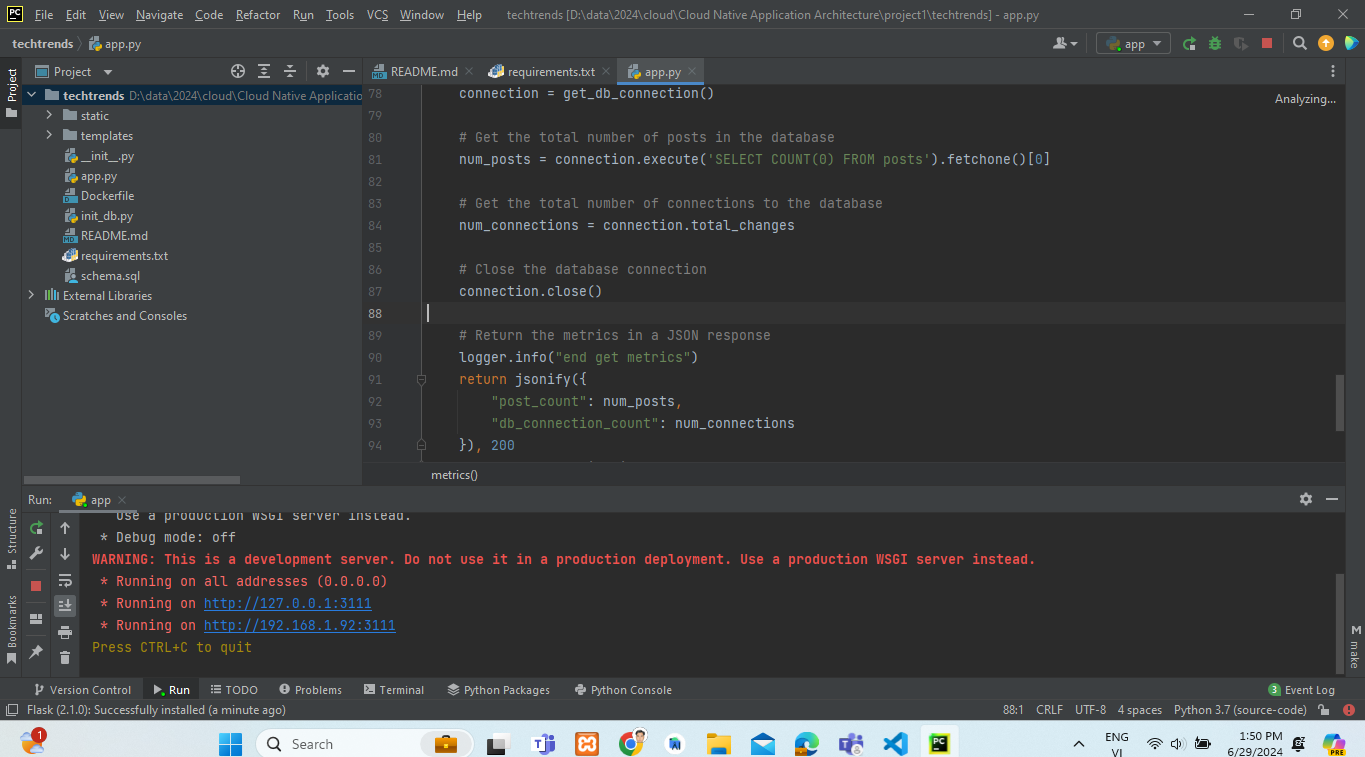 PC File Edit View Navigate Code Refactor Run Tools VCS Window Help techtrends [D:\data\2024\cloud\Cloud Native Application Architecture\project1\techtrends] - app.py
techtrends app.py app
Project Project README.md requirements.txt app.py
techtrends D:\data\2024\cloud\Cloud Native Applicatio
static
templates
__init__.py
app.py
Dockerfile
init_db.py
README.md
requirements.txt
schema.sql
External Libraries
Scratches and Consoles
Analyzing...
78 connection = get_db_connection()
79
80 # Get the total number of posts in the database
81 num_posts = connection.execute('SELECT COUNT(0) FROM posts').fetchone()[0]
82
83 # Get the total number of connections to the database
84 num_connections = connection.total_changes
85
86 # Close the database connection
87 connection.close()
88
89 # Return the metrics in a JSON response
90 logger.info("end get metrics")
91 return jsonify({
92 "post_count": num_posts,
93 "db_connection_count": num_connections
94 }), 200
metrics()
Run: app
Use a production WSGI server instead.
* Debug mode: off
WARNING: This is a development server. Do not use it in a production deployment. Use a production WSGI server instead.
* Running on all addresses (0.0.0.0)
* Running on http://127.0.0.1:3111
* Running on http://192.168.1.92:3111
Press CTRL+C to quit
Structure
Bookmarks
M make
Version Control Run TODO Problems Terminal Python Packages Python Console 3 Event Log
Flask (2.1.0): Successfully installed (a minute ago) 88:1 CRLF UTF-8 4 spaces Python 3.7 (source-code)
1 Search ENG 1:50 PM
VI 6/29/2024 PRE